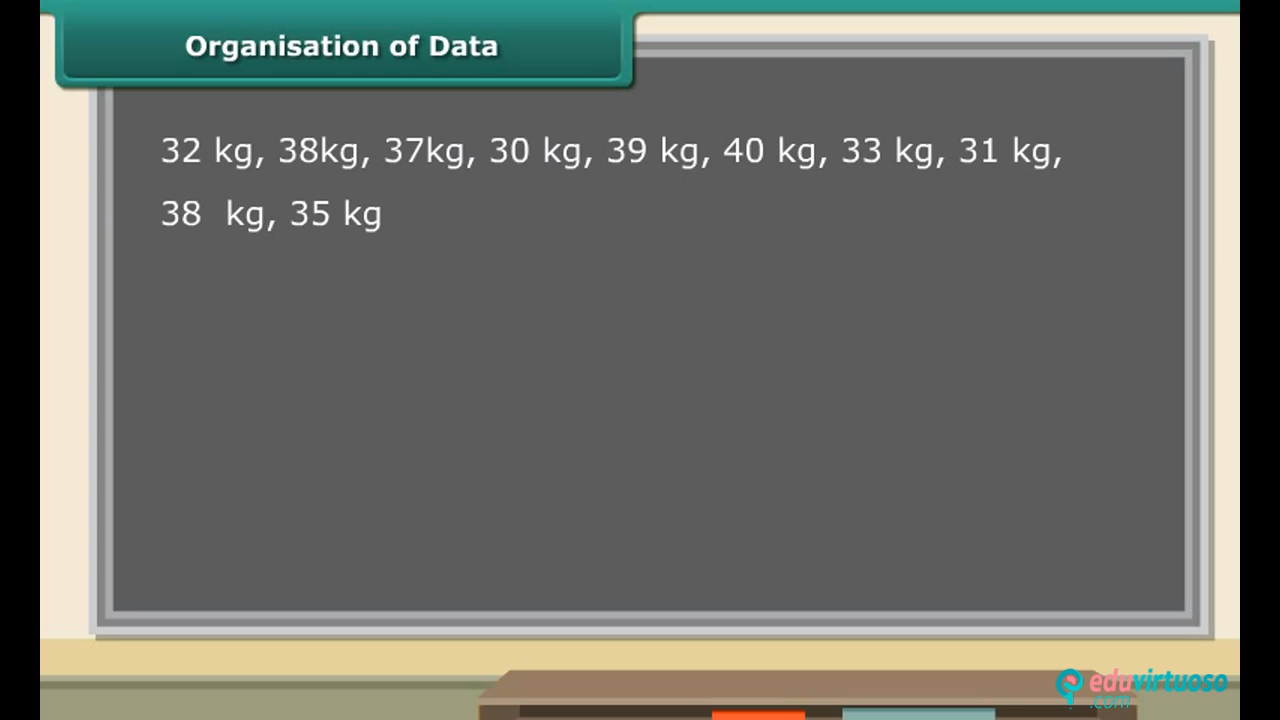 Organisation of Data
32 kg, 38kg, 37kg, 30 kg, 39 kg, 40 kg, 33 kg, 31 kg,
38  kg, 35 kg
eduvirtuoso
.com